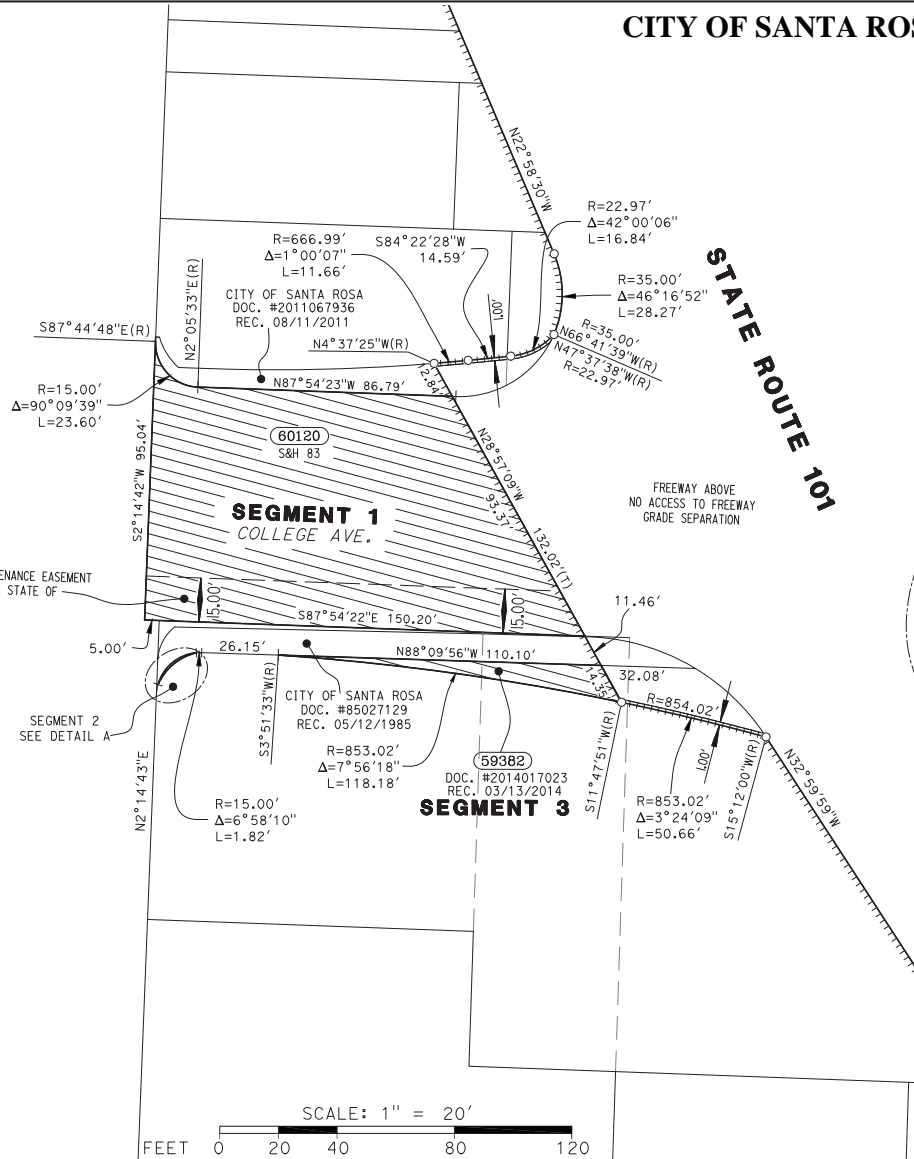 CITY OF SANTA ROS
N22°58'30"W
R=22.97'
Δ=42°00'06"
L=16.84'
R=666.99'
Δ=1°00'07"
L=11.66'
S84°22'28"W
14.59'
STATE ROUTE 101
R=35.00'
Δ=46°16'52"
L=28.27'
N2°05'33"E(R)
CITY OF SANTA ROSA
DOC. #2011067936
REC. 08/11/2011
1.00'
S87°44'48"E(R)
N4°37'25"W(R)
R=35.00'
N66°41'39"W(R)
N47°37'38"W(R)
R=22.97'
R=15.00'
Δ=90°09'39"
L=23.60'
N87°54'23"W 86.79'
12.84'
60120
S&H 83
N28°57'09"W
93.37'
132.02'(T)
S2°14'42"W 95.04'
SEGMENT 1
COLLEGE AVE.
FREEWAY ABOVE
NO ACCESS TO FREEWAY
GRADE SEPARATION
ENANCE EASEMENT
STATE OF
15.00'
15.00'
S87°54'22"E 150.20'
11.46'
5.00'
26.15'
N88°09'56"W 110.10'
14.35'
32.08'
R=854.02'
S3°51'33"W(R)
CITY OF SANTA ROSA
DOC. #85027129
REC. 05/12/1985
SEGMENT 2
SEE DETAIL A
R=853.02'
Δ=7°56'18"
L=118.18'
59382
DOC. #2014017023
REC. 03/13/2014
SEGMENT 3
S11°47'51"W(R)
1.00'
S15°12'00"W(R)
N32°59'59"W
N2°14'43"E
R=15.00'
Δ=6°58'10"
L=1.82'
R=853.02'
Δ=3°24'09"
L=50.66'
SCALE: 1" = 20'
FEET 0 20 40 80 120